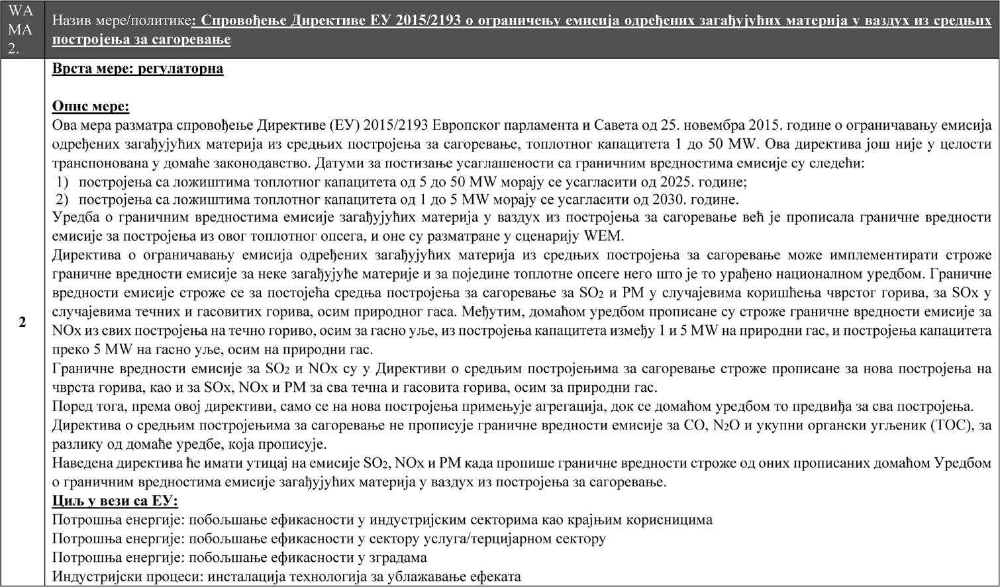 WA
MA
2.
Назив мере/политике: Спровођење Директиве ЕУ 2015/2193 о ограничењу емисија одређених загађујућих материја у ваздух из средњих
постројења за сагоревање
2
Врста мере: регулаторна
Опис мере:
Ова мера разматра спровођење Директиве (ЕУ) 2015/2193 Европског парламента и Савета од 25. новембра 2015. године о ограничавању емисија
одређених загађујућих материја из средњих постројења за сагоревање, топлотног капацитета 1 до 50 MW. Ова директива још није у целости
транспонована у домаће законодавство. Датуми за постизање усаглашености са граничним вредностима емисије су следећи:
1) постројења са ложиштима топлотног капацитета од 5 до 50 MW морају се усагласити од 2025. године;
2) постројења са ложиштима топлотног капацитета од 1 до 5 MW морају се усагласити од 2030. године.
Уредба о граничним вредностима емисије загађујућих материја у ваздух из постројења за сагоревање већ је прописала граничне вредности
емисије за постројења из овог топлотног опсега, и оне су разматране у сценарију WEM.
Директива о ограничавању емисија одређених загађујућих материја из средњих постројења за сагоревање може имплементирати строже
граничне вредности емисије за неке загађујуће материје и за поједине топлотне опсеге него што је то урађено националном уредбом. Граничне
вредности емисије строже се за постојећа средња постројења за сагоревање за SO₂ и PM у случајевима коришћења чврстог горива, за SOx у
случајевима течних и гасовитих горива, осим природног гаса. Међутим, домаћом уредбом прописане су строже граничне вредности емисије за
NOx из свих постројења на течно гориво, осим за гасно уље, из постројења капацитета између 1 и 5 MW на природни гас, и постројења капацитета
преко 5 MW на гасно уље, осим на природни гас.
Граничне вредности емисије за SO₂ и NOx су у Директиви о средњим постројењима за сагоревање строже прописане за нова постројења на
чврста горива, као и за SOx, NOx и PM за сва течна и гасовита горива, осим за природни гас.
Поред тога, према овој директиви, само се на нова постројења примењује агрегација, док се домаћом уредбом то предвиђа за сва постројења.
Директива о средњим постројењима за сагоревање не прописује граничне вредности емисије за CO, N₂O и укупни органски угљеник (TOC), за
разлику од домаће уредбе, која прописује.
Наведена директива ће имати утицај на емисије SO₂, NOx и PM када пропише граничне вредности строже од оних прописаних домаћом Уредбом
о граничним вредностима емисије загађујућих материја у ваздух из постројења за сагоревање.
Циљ у вези са ЕУ:
Потрошња енергије: побољшање ефикасности у индустријским секторима као крајњим корисницима
Потрошња енергије: побољшање ефикасности у сектору услуга/терцијарном сектору
Потрошња енергије: побољшање ефикасности у зградама
Индустријски процеси: инсталација технологија за ублажавање ефеката